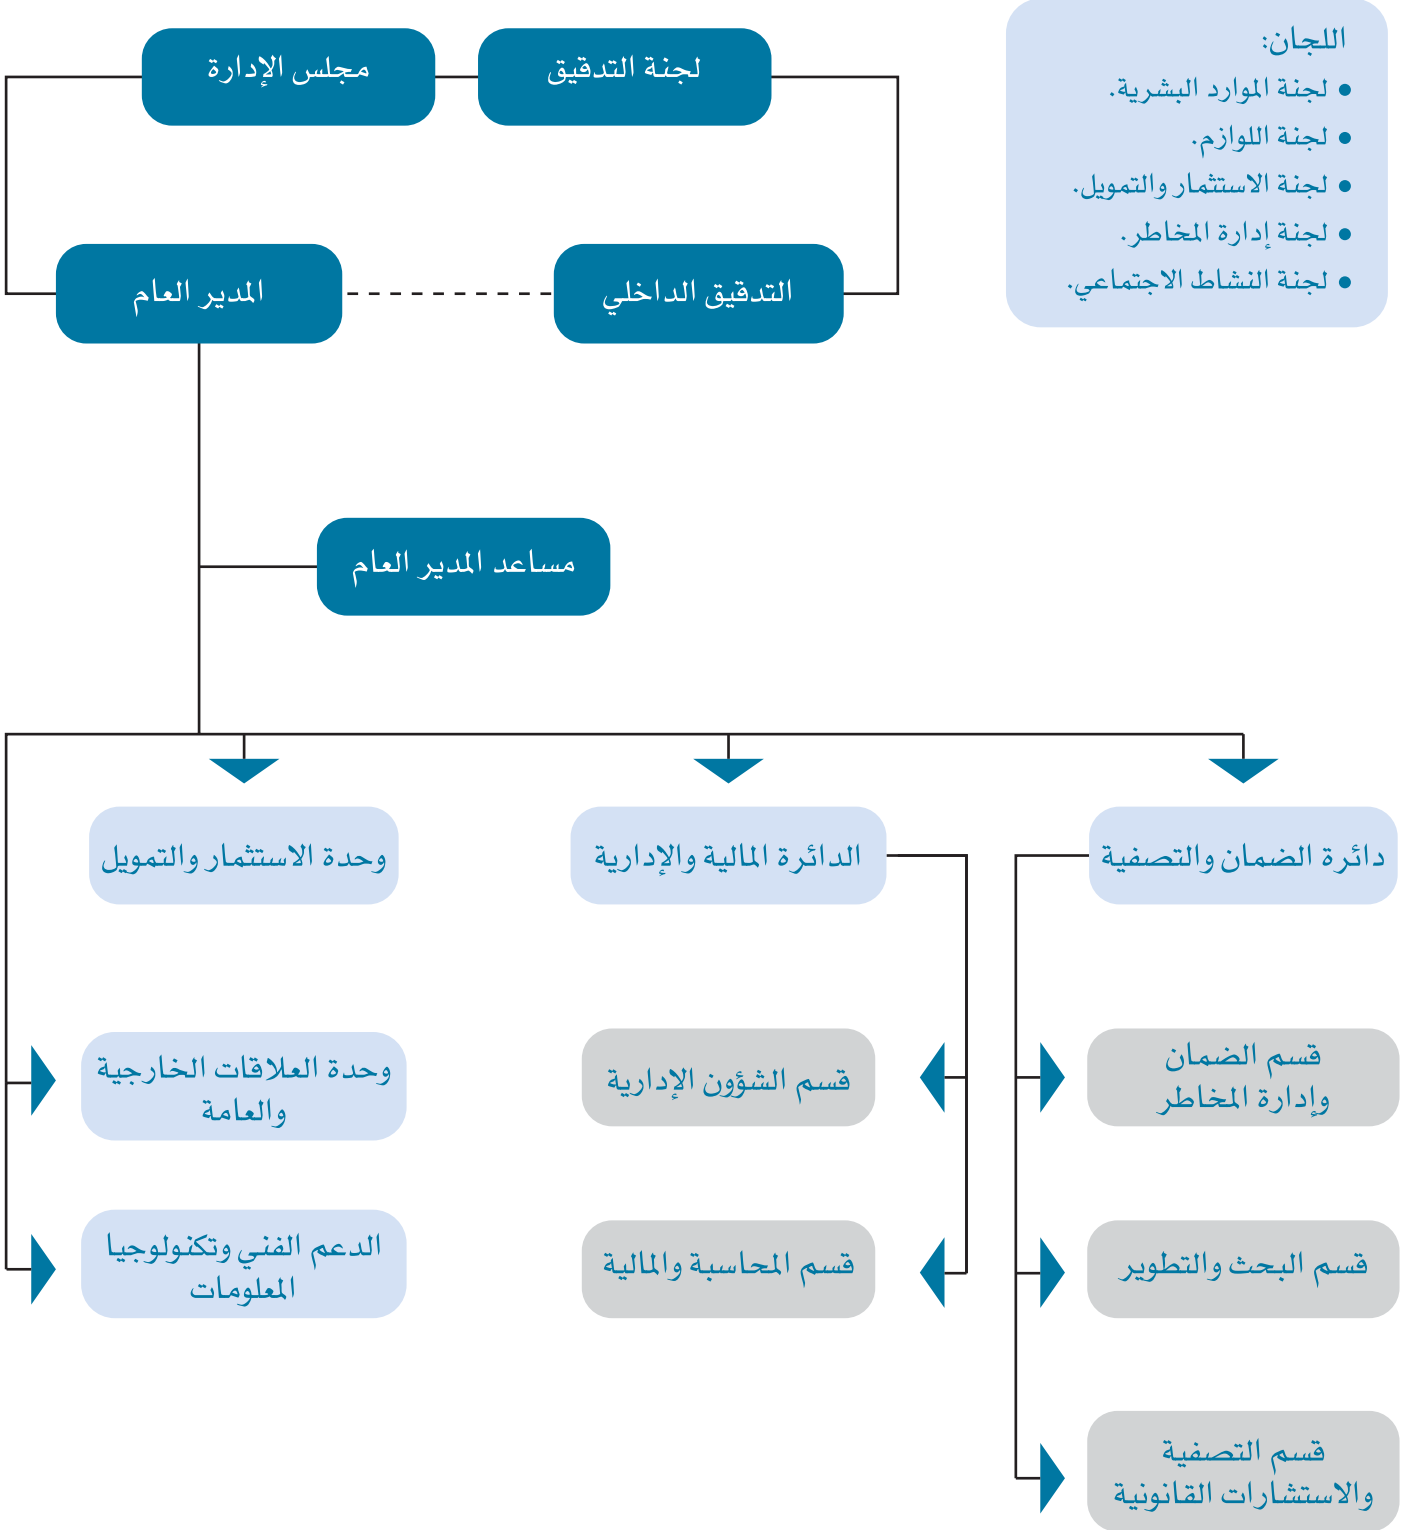 اللجان:
• لجنة الموارد البشرية.
• لجنة اللوازم.
• لجنة الاستثمار والتمويل.
• لجنة إدارة المخاطر.
• لجنة النشاط الاجتماعي.
لجنة التدقيق
مجلس الإدارة
التدقيق الداخلي
المدير العام
مساعد المدير العام
دائرة الضمان والتصفية
الدائرة المالية والإدارية
وحدة الاستثمار والتمويل
قسم الضمان
وإدارة المخاطر
قسم الشؤون الإدارية
وحدة العلاقات الخارجية
والعامة
قسم البحث والتطوير
قسم المحاسبة والمالية
الدعم الفني وتكنولوجيا
المعلومات
قسم التصفية
والاستشارات القانونية